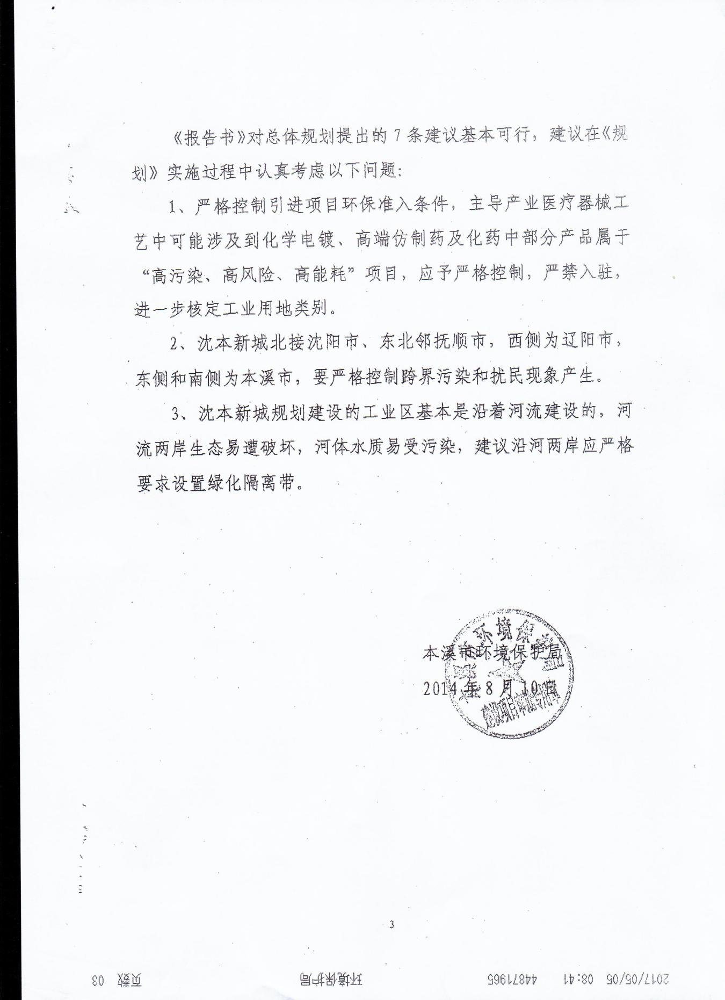 《报告书》对总体规划提出的 7 条建议基本可行，建议在《规
划》实施过程中认真考虑以下问题：
1、严格控制引进项目环保准入条件，主导产业医疗器械工
艺中可能涉及到化学电镀、高端仿制药及化药中部分产品属于
“高污染、高风险、高能耗”项目，应予严格控制，严禁入驻，
进一步核定工业用地类别。
2、沈本新城北接沈阳市、东北邻抚顺市，西侧为辽阳市，
东侧和南侧为本溪市，要严格控制跨界污染和扰民现象产生。
3、沈本新城规划建设的工业区基本是沿着河流建设的，河
流两岸生态易遭破坏，河体水质易受污染，建议沿河两岸应严格
要求设置绿化隔离带。
环境保
本溪市环境保护局
2014 年 8 月 10 日
建设项目审批专用章
3
2017/05/05 08:41 44871965 环境保护局 页数 03